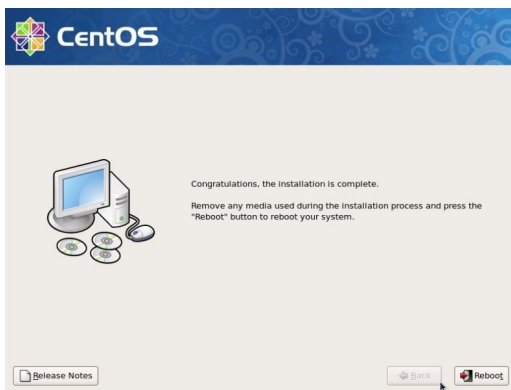 CentOS
Congratulations, the installation is complete.
Remove any media used during the installation process and press the
"Reboot" button to reboot your system.
Release Notes
Back
Reboot